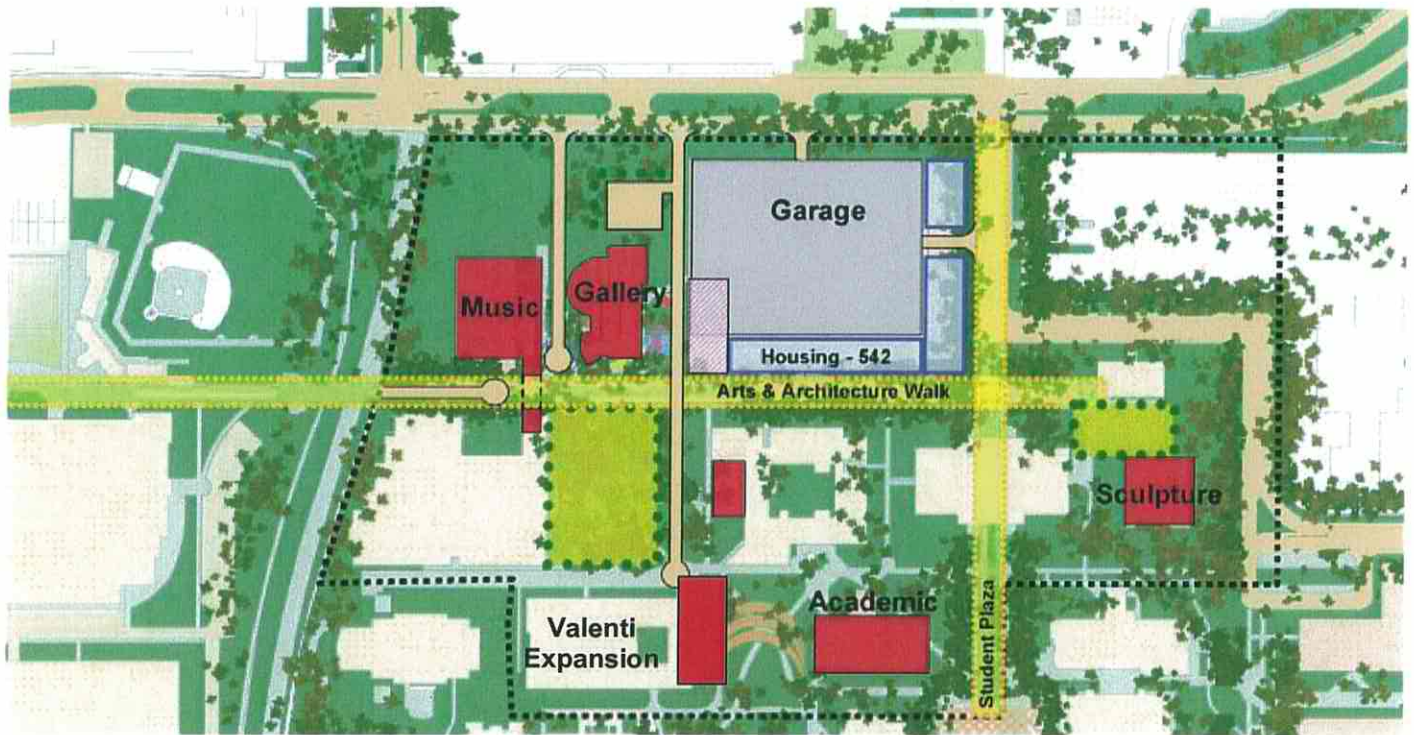 Garage
Music
Gallery
Housing - 542
Arts & Architecture Walk
Sculpture
Academic
Valenti
Expansion
Student Plaza